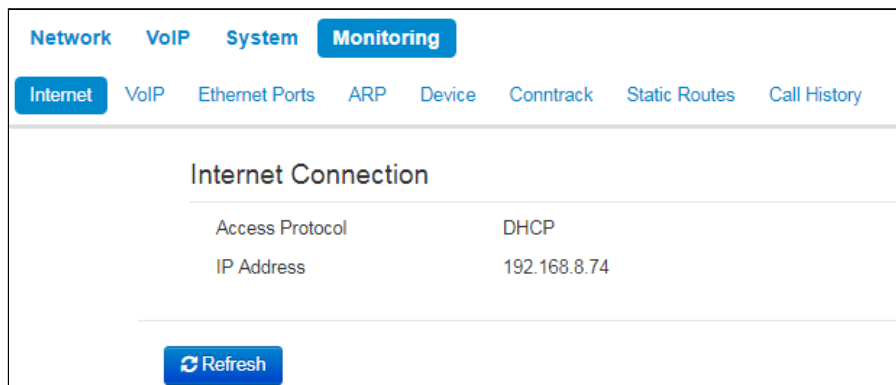 Network VoIP System Monitoring
Internet VoIP Ethernet Ports ARP Device Conntrack Static Routes Call History
Internet Connection
Access Protocol DHCP
IP Address 192.168.8.74
Refresh